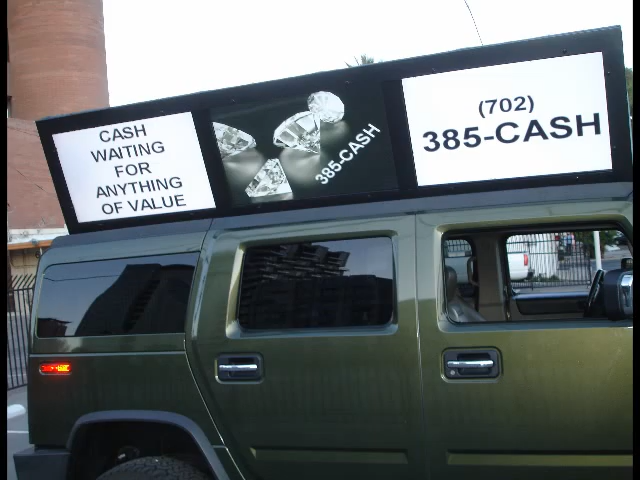 CASH
WAITING
FOR
ANYTHING
OF VALUE
385-CASH
(702)
385-CASH